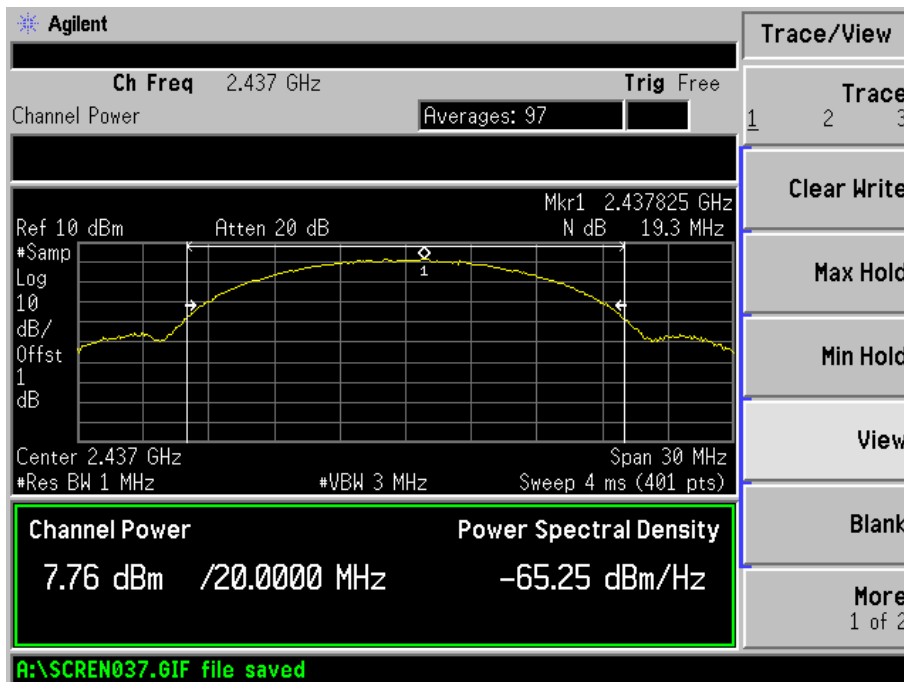 Agilent
Trace/View
Ch Freq 2.437 GHz Trig Free
Channel Power Averages: 97
Trace
1 2 3
Clear Write
Max Hold
Min Hold
View
Blank
More
1 of 2
Mkr1 2.437825 GHz
Ref 10 dBm Atten 20 dB N dB 19.3 MHz
#Samp
Log
10
dB/
Offst
1
dB
1
Center 2.437 GHz Span 30 MHz
#Res BW 1 MHz #VBW 3 MHz Sweep 4 ms (401 pts)
Channel Power Power Spectral Density
7.76 dBm /20.0000 MHz -65.25 dBm/Hz
A:\SCREN037.GIF file saved